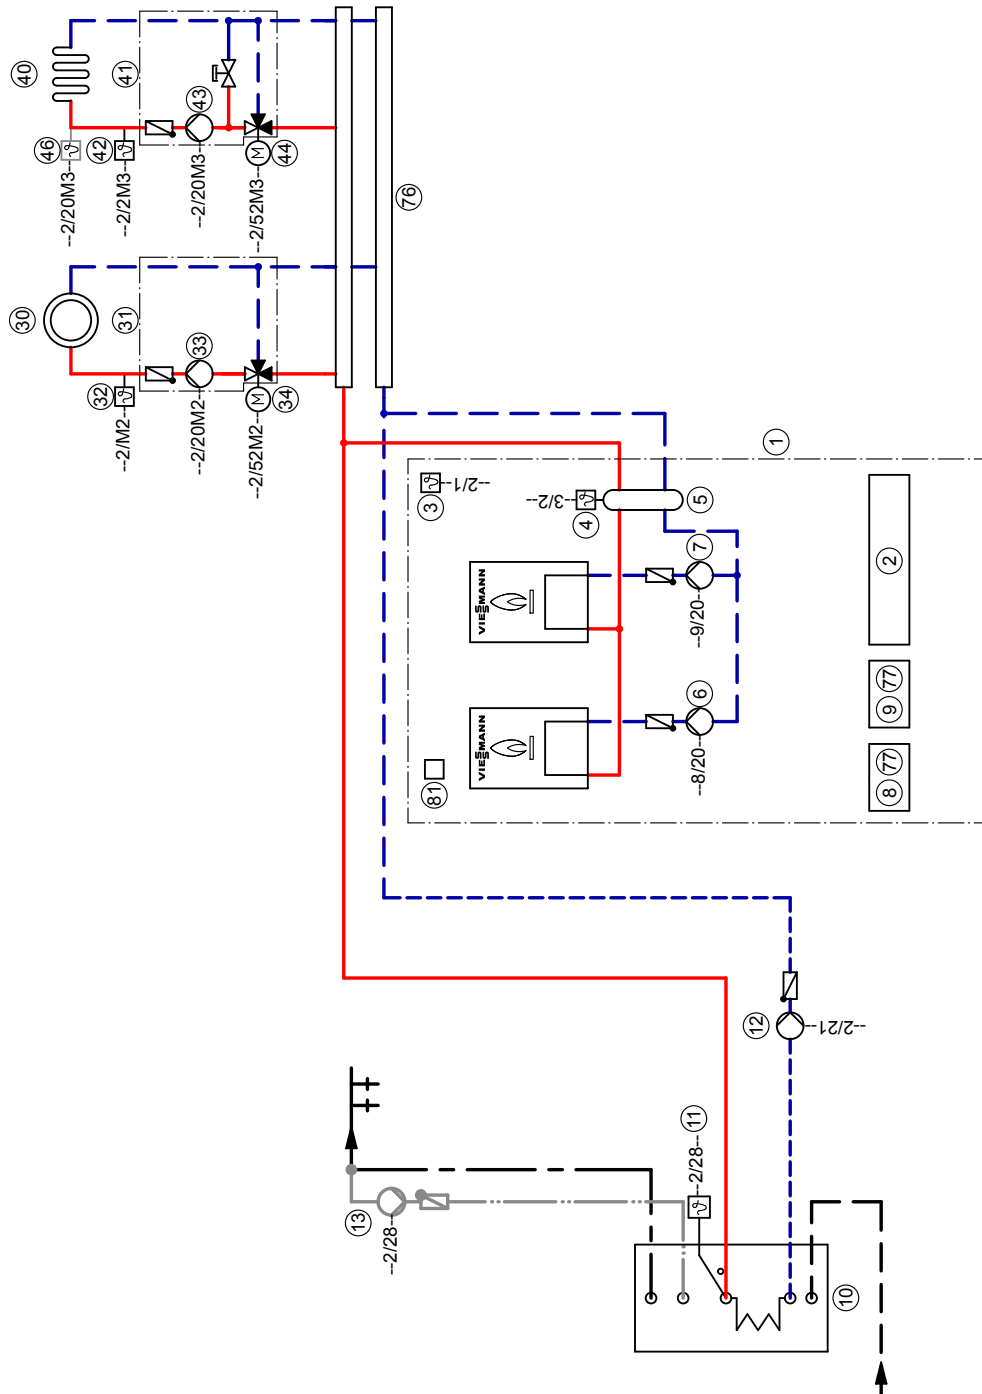 40
41
43
46
42
44
M
ϑ
ϑ
--2/20M3--
--2/2M3--
--2/20M3--
--2/52M3--
76
30
31
33
32
34
M
ϑ
--2/M2--
--2/20M2--
--2/52M2--
1
3
ϑ
--2/1--
4
ϑ
--3/2--
5
7
--9/20--
VIESSMANN
6
--8/20--
VIESSMANN
81
2
9 77
8 77
12
--2/21--
11
ϑ
--2/28--
13
--2/28--
10